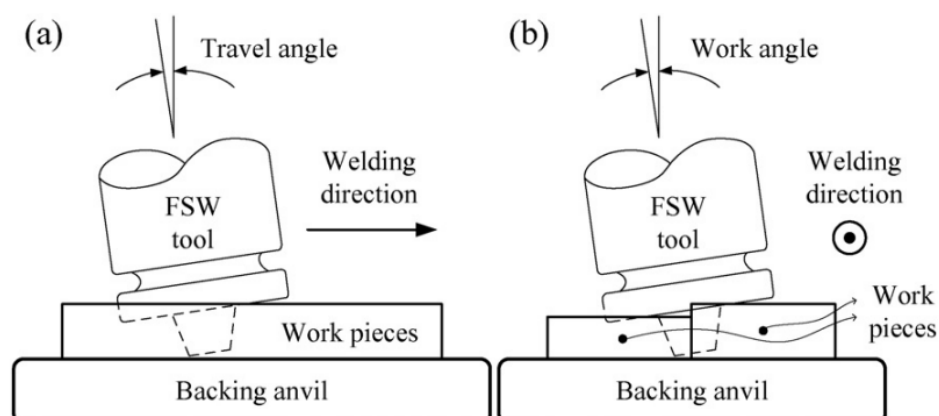 (a)
Travel angle
Welding
direction
FSW
tool
Work pieces
Backing anvil
(b)
Work angle
Welding
direction
FSW
tool
Work
pieces
Backing anvil